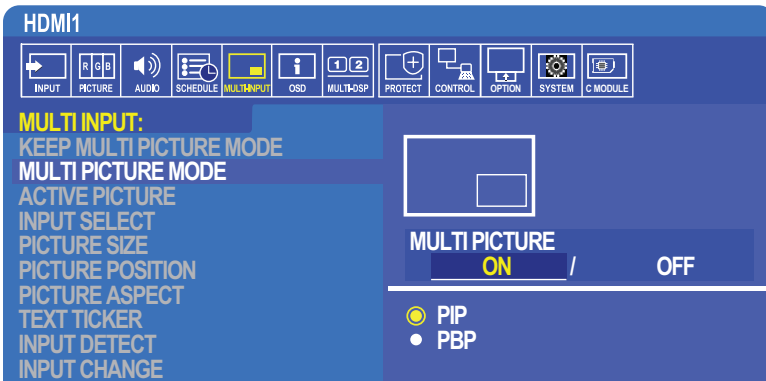 HDMI1
R G B
1 2
INPUT PICTURE AUDIO SCHEDULE MULTI-INPUT OSD MULTI-DSP PROTECT CONTROL OPTION SYSTEM C MODULE
MULTI INPUT:
KEEP MULTI PICTURE MODE
MULTI PICTURE MODE
ACTIVE PICTURE
INPUT SELECT
PICTURE SIZE
PICTURE POSITION
PICTURE ASPECT
TEXT TICKER
INPUT DETECT
INPUT CHANGE
MULTI PICTURE
ON / OFF
PIP
PBP